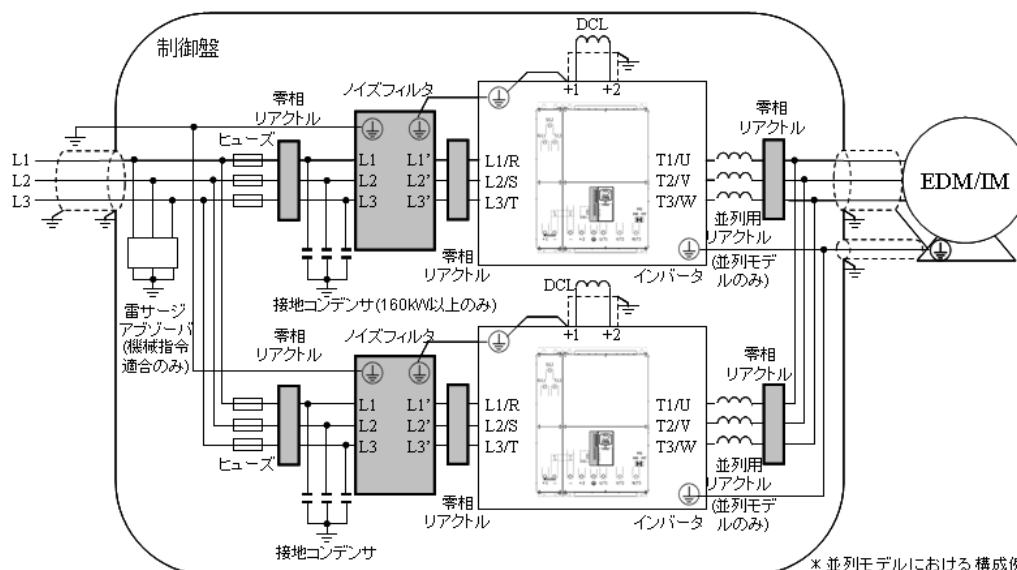 制御盤
DCL
+1 +2
ノイズフィルタ
零相
リアクトル
ヒューズ
零相
リアクトル
L1
L2
L3
L1 L1'
L2 L2'
L3 L3'
L1/R
L2/S
L3/T
T1/U
T2/V
T3/W
EDM/IM
零相
リアクトル
並列用
リアクトル
(並列モデ
ルのみ)
インバータ
接地コンデンサ(160kW以上のみ)
雷サージ
アブソーバ
(機械指令
適合のみ)
DCL
+1 +2
ノイズフィルタ
零相
リアクトル
零相
リアクトル
L1 L1'
L2 L2'
L3 L3'
L1/R
L2/S
L3/T
T1/U
T2/V
T3/W
ヒューズ
零相
リアクトル
並列用
リアクトル
(並列モデ
ルのみ)
インバータ
接地コンデンサ
* 並列モデルにおける構成例